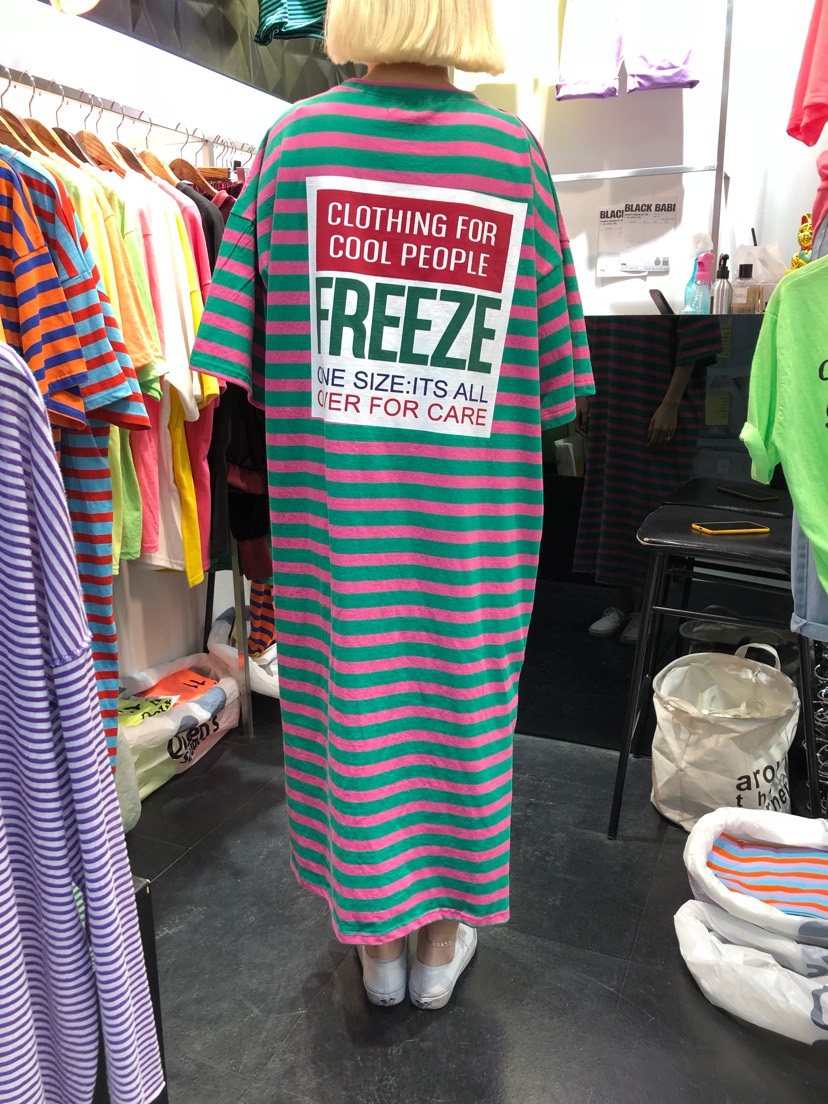 CLOTHING FOR
COOL PEOPLE
FREEZE
ONE SIZE:ITS ALL
OVER FOR CARE
BLACK BABI